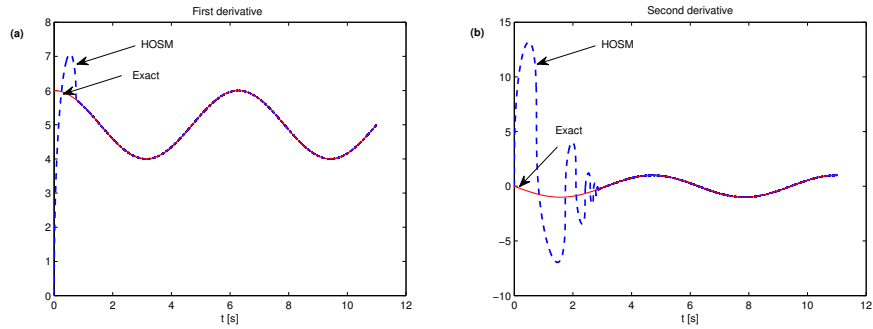 First derivative
(a)
8
7
6
5
4
3
2
1
0
HOSM
Exact
0 2 4 6 8 10 12
t [s]
Second derivative
(b)
15
10
5
0
−5
−10
HOSM
Exact
0 2 4 6 8 10 12
t [s]